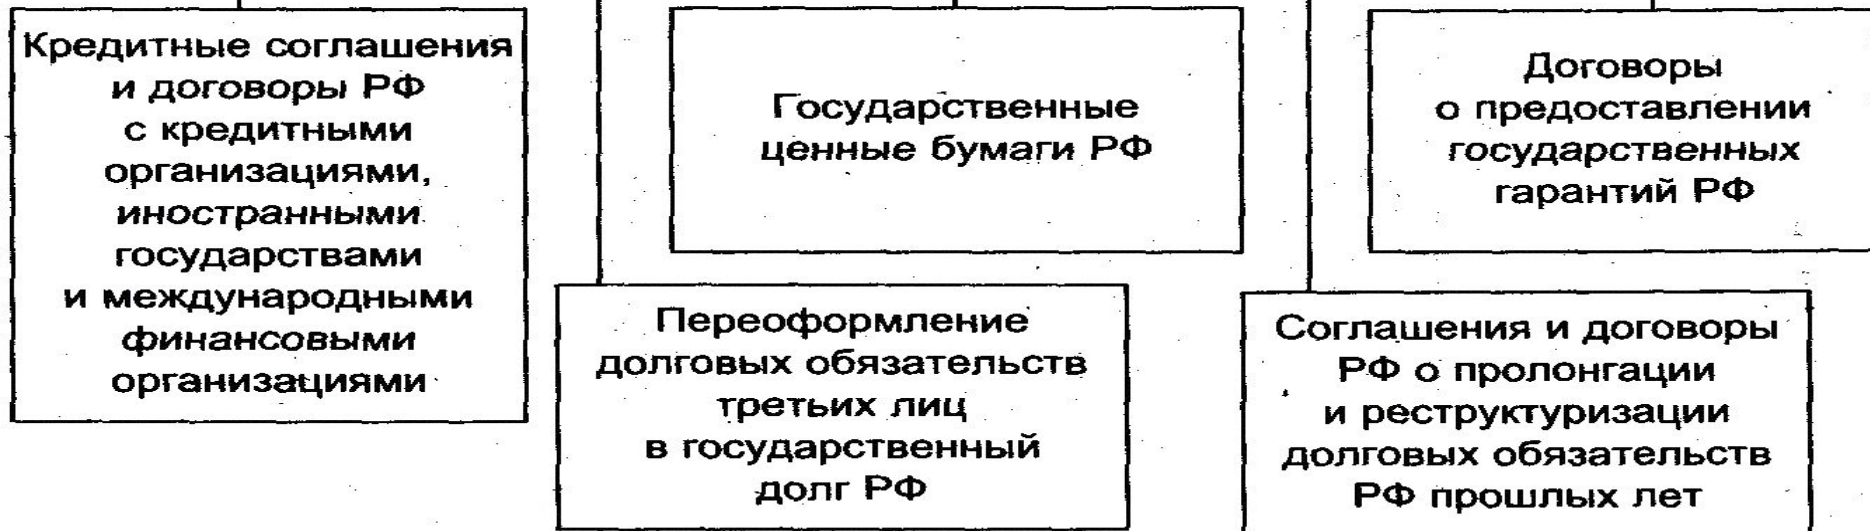 Кредитные соглашения
и договоры РФ
с кредитными
организациями,
иностранными
государствами
и международными
финансовыми
организациями
Государственные
ценные бумаги РФ
Договоры
о предоставлении
государственных
гарантий РФ
Переоформление
долговых обязательств
третьих лиц
в государственный
долг РФ
Соглашения и договоры
РФ о пролонгации
и реструктуризации
долговых обязательств
РФ прошлых лет